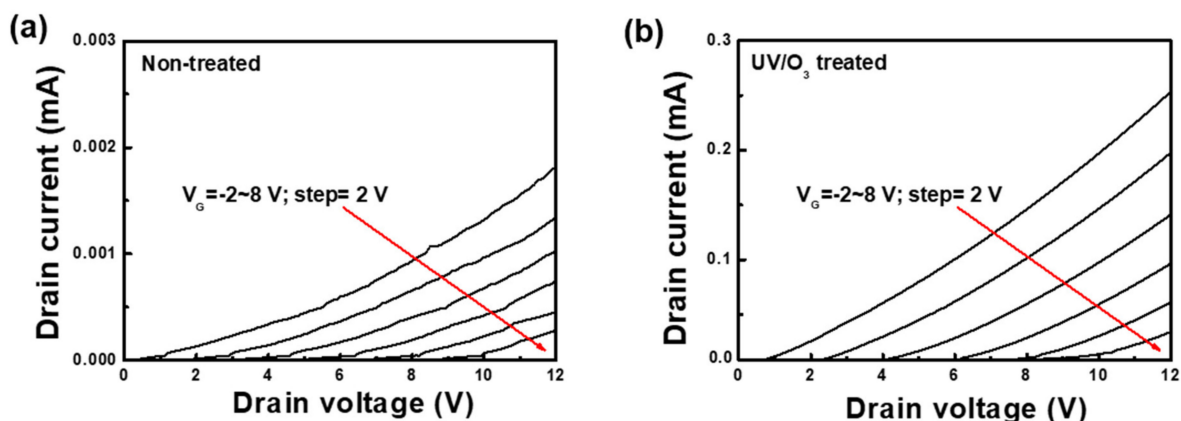 (a)
Non-treated
0.003
0.002
0.001
0.000
Drain current (mA)
V_G=-2~8 V; step= 2 V
0 2 4 6 8 10 12
Drain voltage (V)
(b)
UV/O_3 treated
0.3
0.2
0.1
0.0
Drain current (mA)
V_G=-2~8 V; step= 2 V
0 2 4 6 8 10 12
Drain voltage (V)